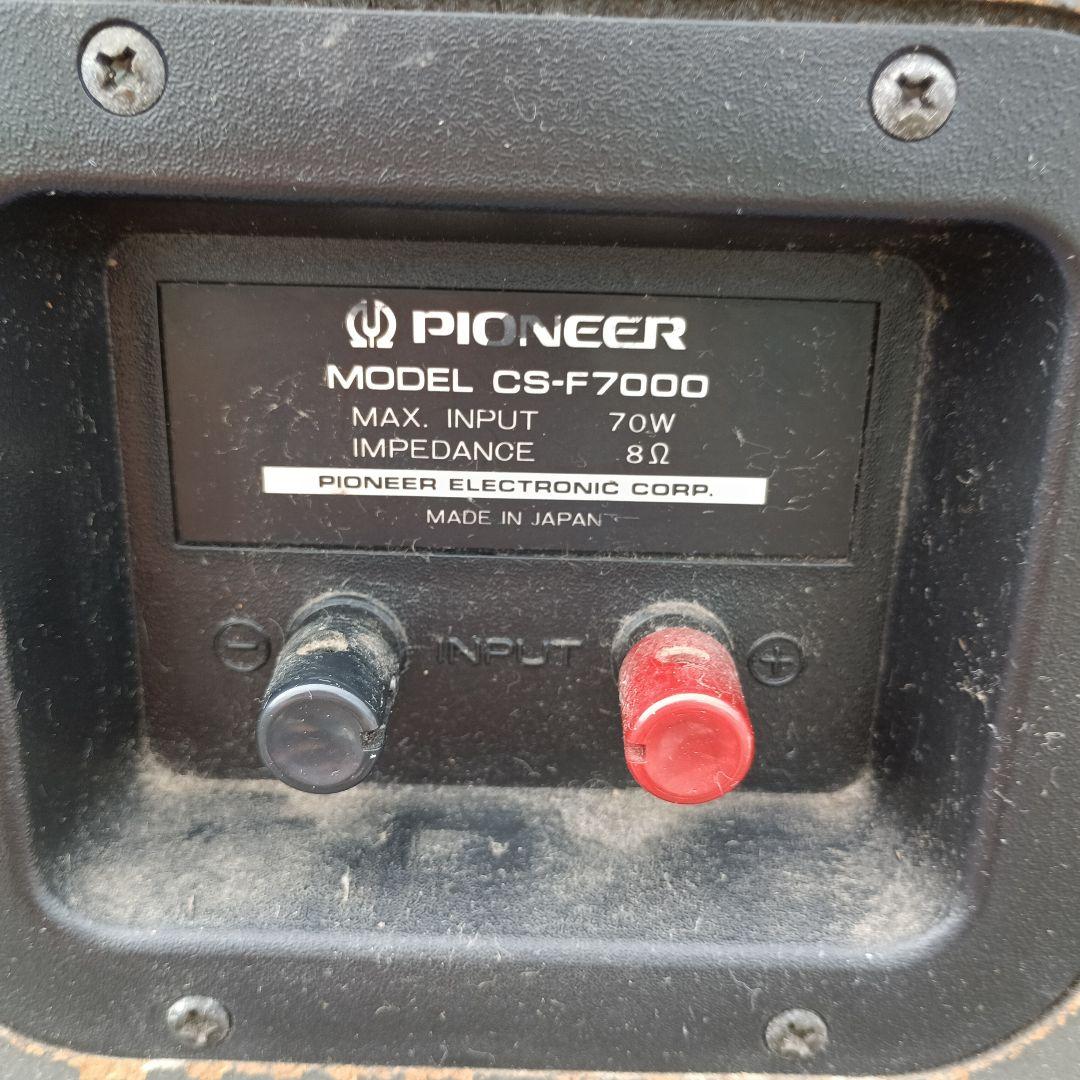 PIONEER
MODEL CS-F7000
MAX. INPUT 70W
IMPEDANCE 8Ω
PIONEER ELECTRONIC CORP.
MADE IN JAPAN
⊖ INPUT ⊕